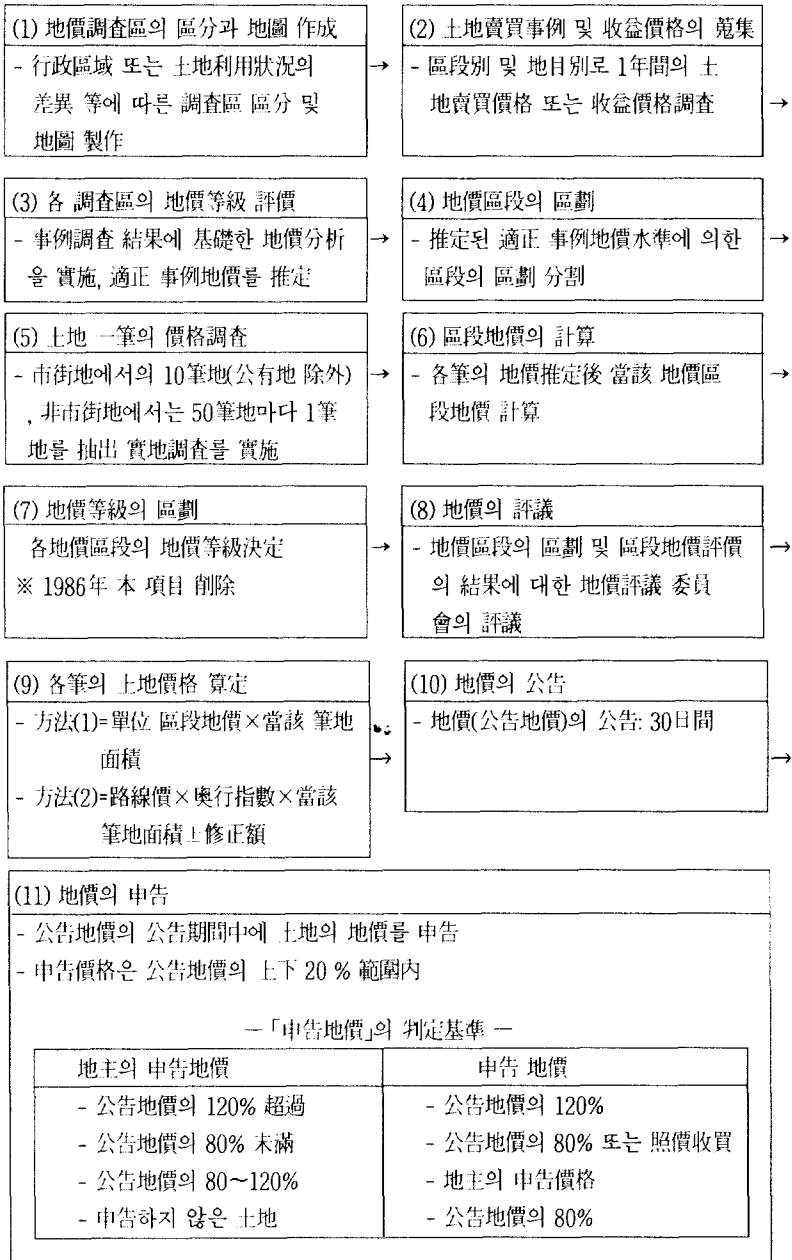 (1) 地價調査區의 區分과 地圖 作成
- 行政區域 또는 土地利用狀況의
差異 等에 따른 調査區 區分 및
地圖 製作
→
(2) 土地賣買事例 및 收益價格의 蒐集
- 區段別 및 地目別로 1年間의 土
地賣買價格 또는 收益價格調査
→
(3) 各 調査區의 地價等級 評價
- 事例調査 結果에 基礎한 地價分析
을 實施, 適正 事例地價를 推定
→
(4) 地價區段의 區劃
- 推定된 適正 事例地價水準에 의한
區段의 區劃 分割
→
(5) 土地 一筆의 價格調査
- 市街地에서의 10筆地(公有地 除外)
, 非市街地에서는 50筆地마다 1筆
地를 抽出 實地調査를 實施
→
(6) 區段地價의 計算
- 各筆의 地價推定後 當該 地價區
段地價 計算
→
(7) 地價等級의 區劃
各地價區段의 地價等級決定
※ 1986年 本 項目 削除
→
(8) 地價의 評議
- 地價區段의 區劃 및 區段地價評價
의 結果에 대한 地價評議 委員
會의 評議
→
(9) 各筆의 土地價格 算定
- 方法(1)=單位 區段地價×當該 筆地
面積
- 方法(2)=路線價×奧行指數×當該
筆地面積±修正額
→
(10) 地價의 公告
- 地價(公告地價)의 公告: 30日間
→
(11) 地價의 申告
- 公告地價의 公告期間中에 土地의 地價를 申告
- 申告價格은 公告地價의 上下 20 % 範圍內
―「申告地價」의 判定基準 ―
地主의 申告地價
申告 地價
- 公告地價의 120% 超過
- 公告地價의 120%
- 公告地價의 80% 未滿
- 公告地價의 80% 또는 照價收買
- 公告地價의 80～120%
- 地主의 申告價格
- 申告하지 않은 土地
- 公告地價의 80%